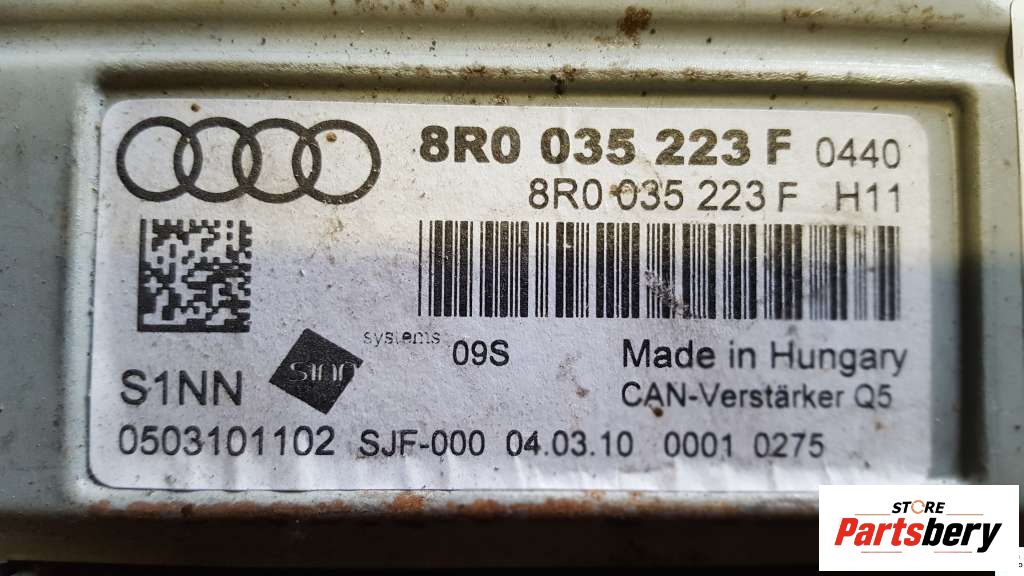 8R0 035 223 F 0440
8R0 035 223 F H11
systems 09S Made in Hungary
S1NN S1NN CAN-Verstärker Q5
0503101102 SJF-000 04.03.10 0001 0275
STORE
Partsbery